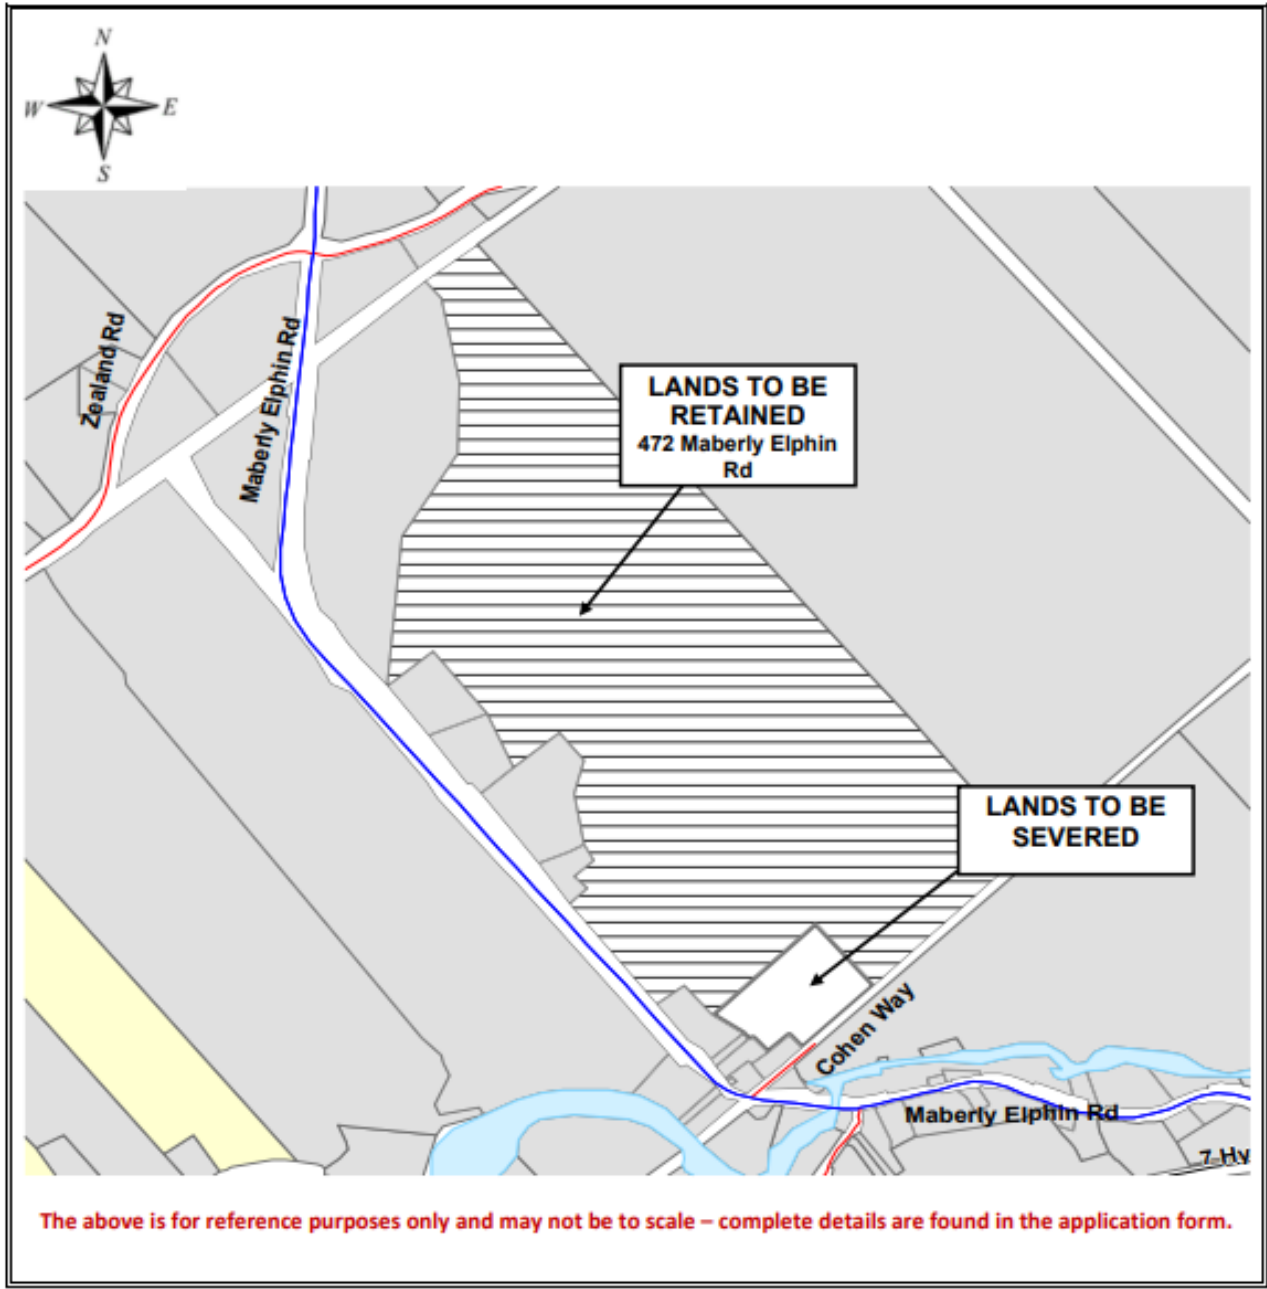 N
W
E
S
Zealand Rd
Maberly Elphin Rd
LANDS TO BE
RETAINED
472 Maberly Elphin
Rd
LANDS TO BE
SEVERED
Cohen Way
Maberly Elphin Rd
7 Hy
The above is for reference purposes only and may not be to scale – complete details are found in the application form.